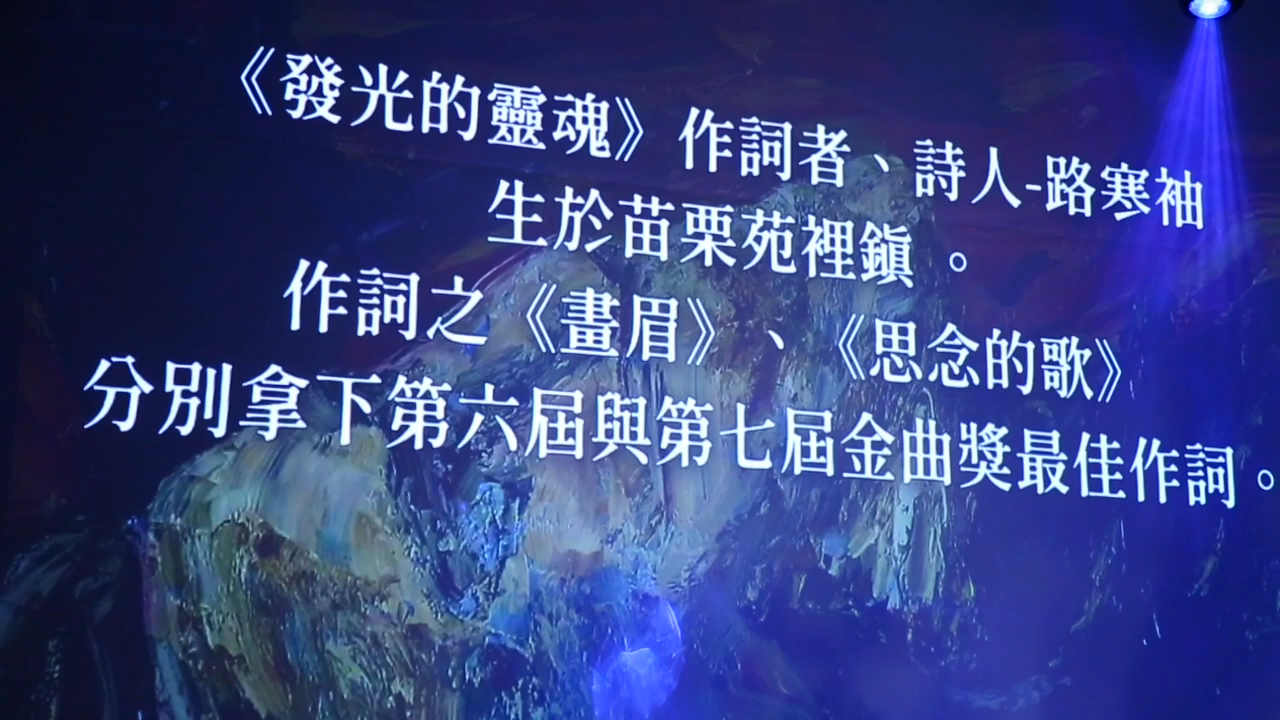 《發光的靈魂》作詞者、詩人-路寒袖
生於苗栗苑裡鎮。
作詞之《畫眉》、《思念的歌》
分別拿下第六屆與第七屆金曲獎最佳作詞。